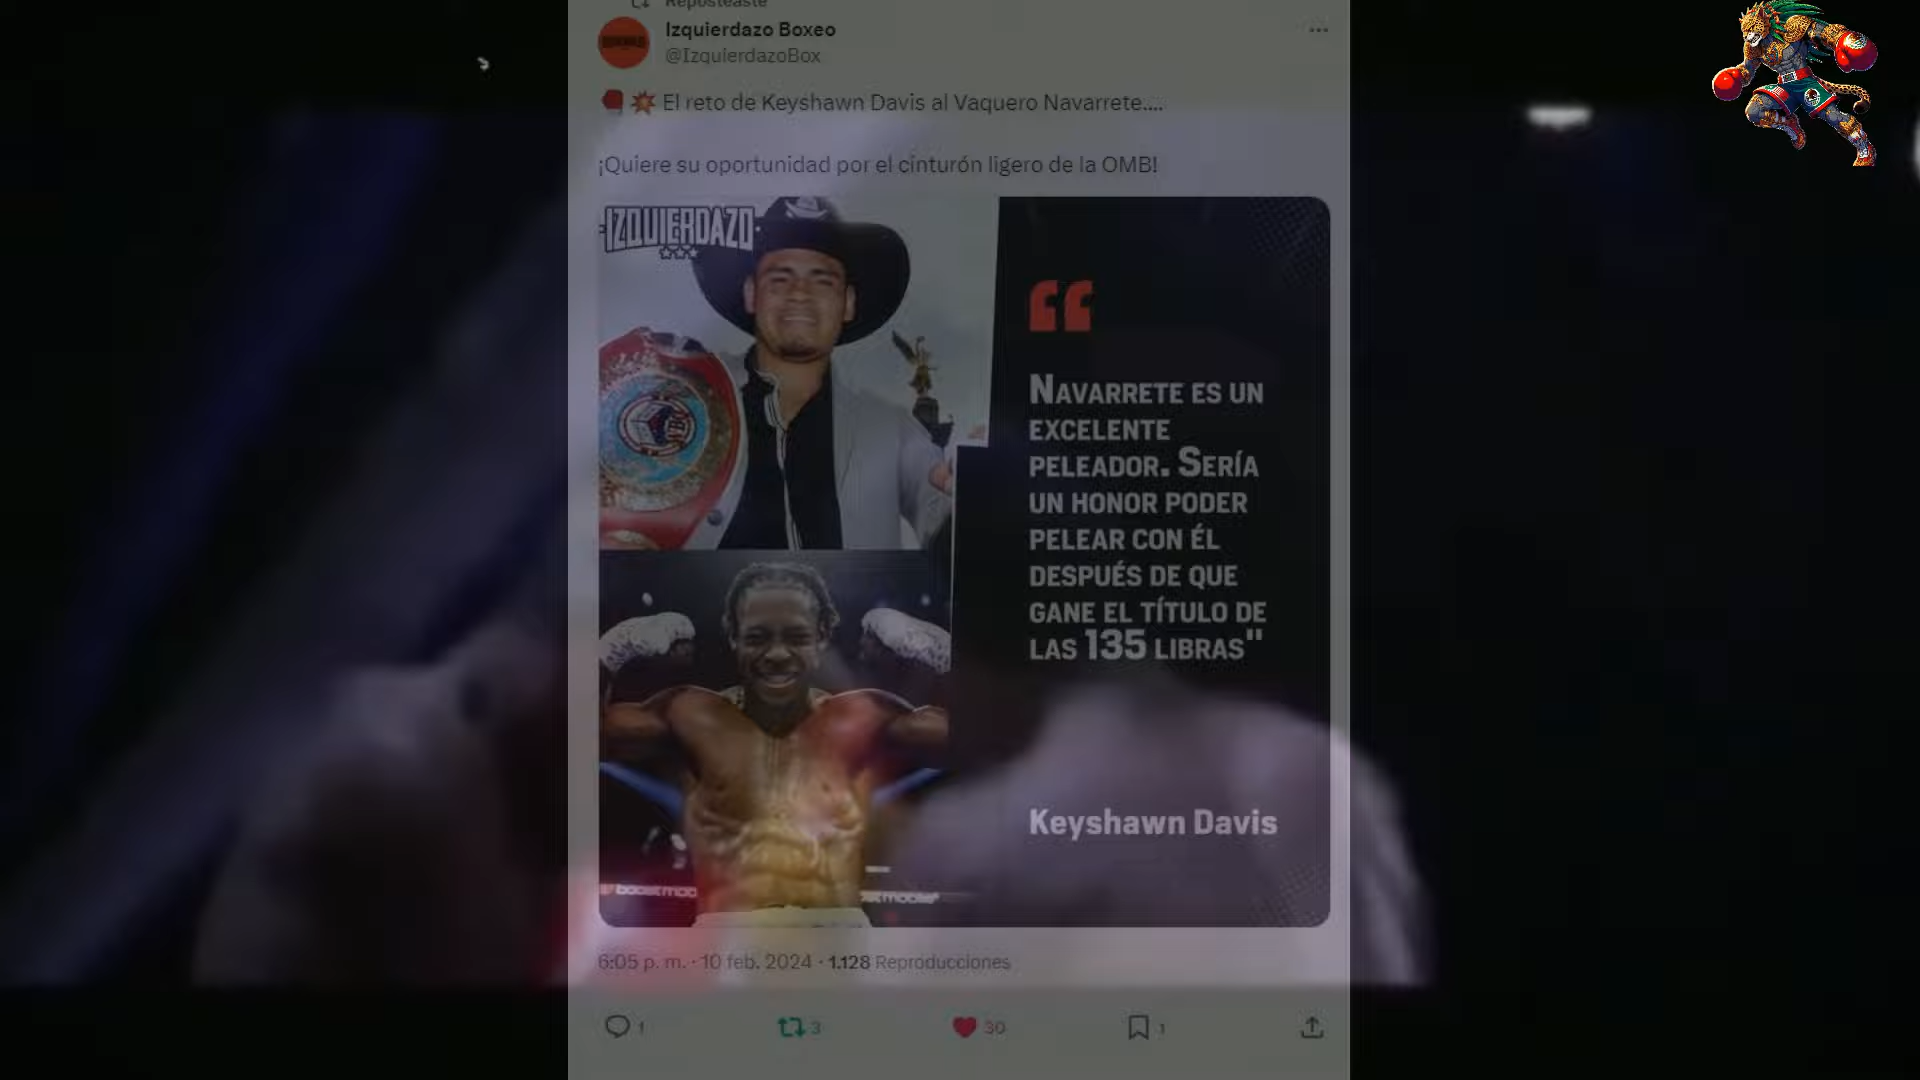 Reposteaste
Izquierdazo Boxeo
@IzquierdazoBox
El reto de Keyshawn Davis al Vaquero Navarrete....
¡Quiere su oportunidad por el cinturón ligero de la OMB!
IZQUIERDAZO
“
NAVARRETE ES UN
EXCELENTE
PELEADOR. SERÍA
UN HONOR PODER
PELEAR CON ÉL
DESPUÉS DE QUE
GANE EL TÍTULO DE
LAS 135 LIBRAS"
Keyshawn Davis
boostmob
6:05 p. m. · 10 feb. 2024 · 1.128 Reproducciones
1
3
30
1